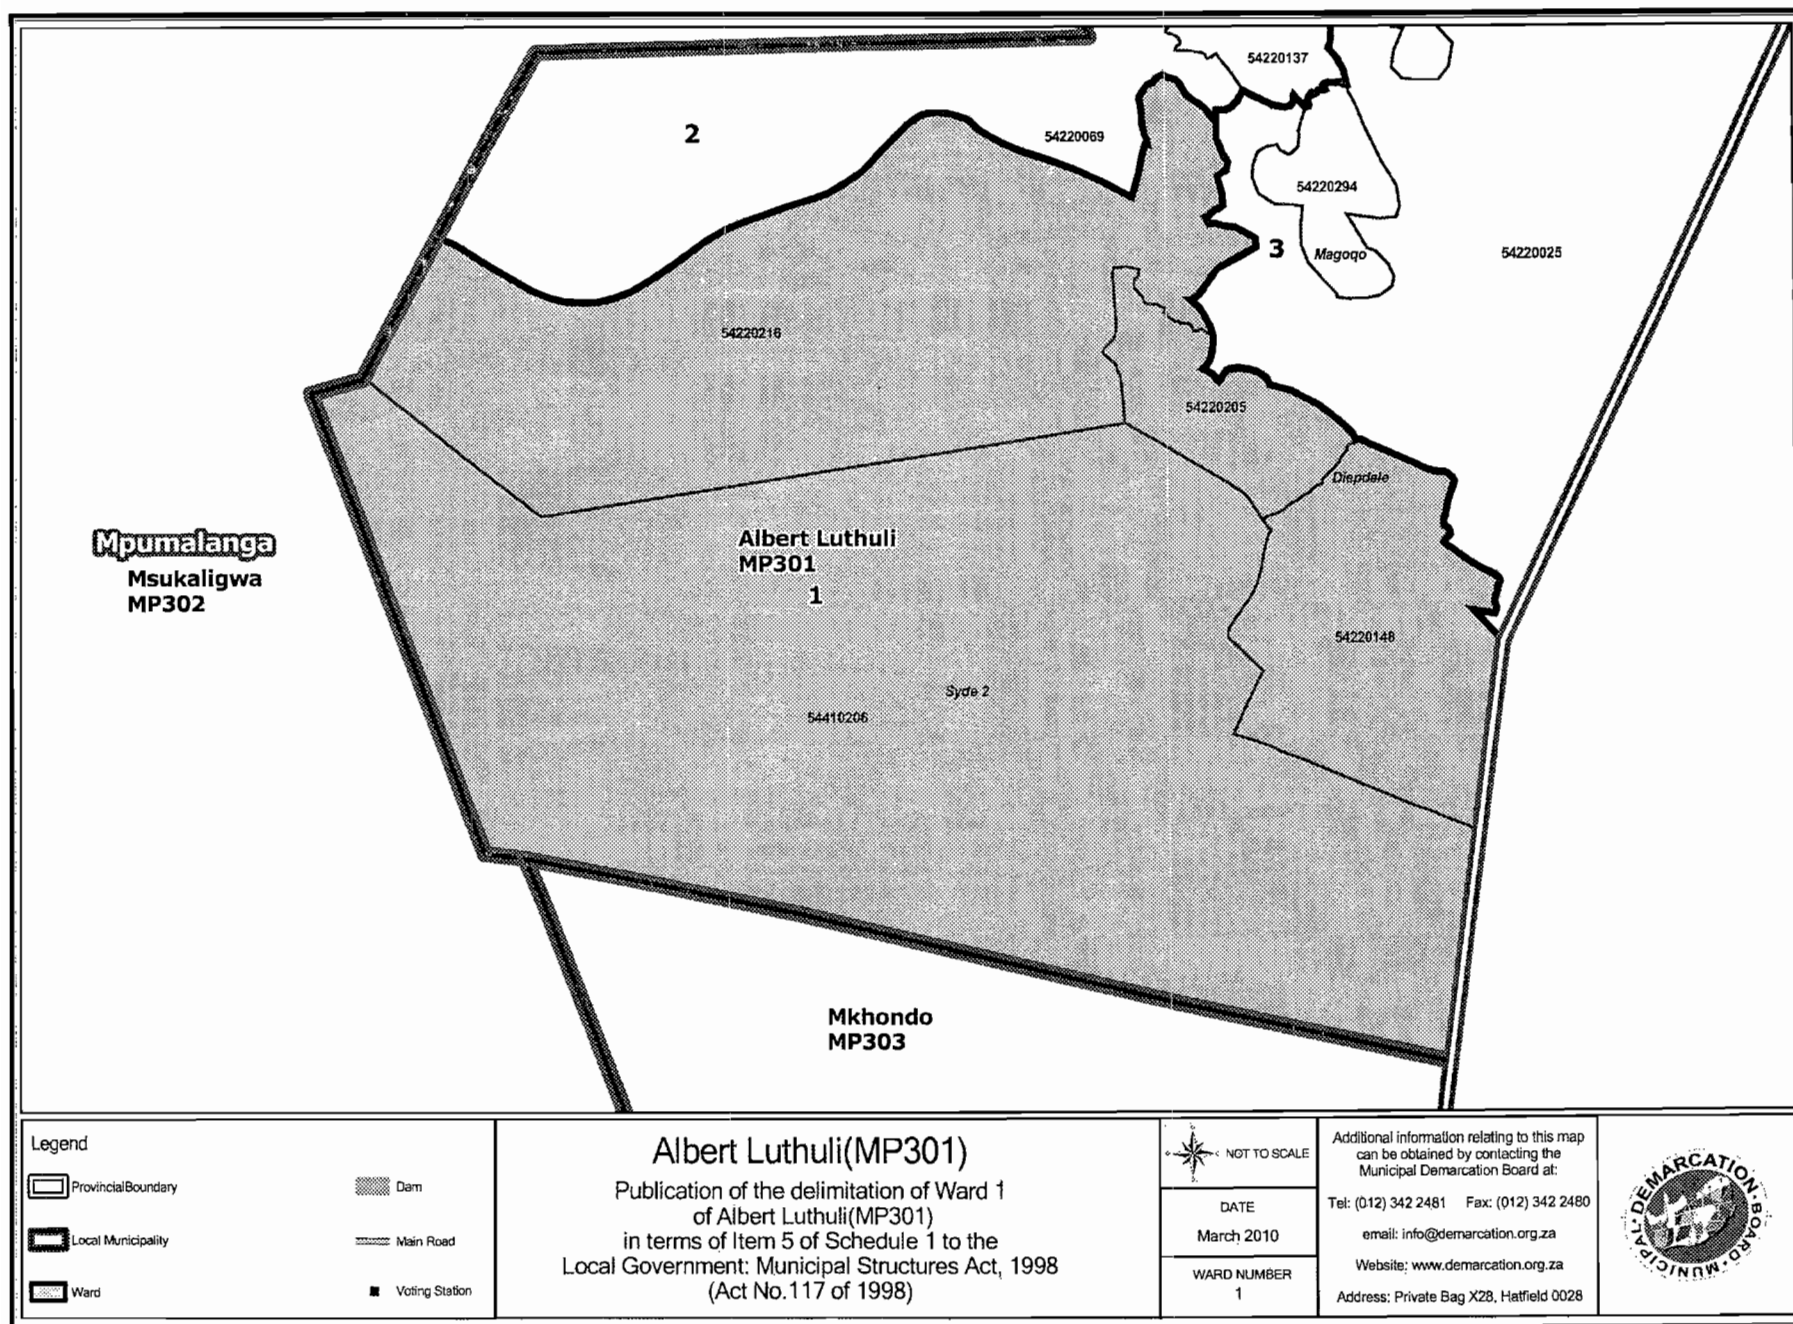 54220137
2
54220069
54220294
3
Magoqo
54220025
54220216
54220205
Diepdale
Mpumalanga
Msukaligwa
MP302
Albert Luthuli
MP301
1
54220148
Syde 2
54410206
Mkhondo
MP303
Legend
ProvincialBoundary
Dam
Local Municipality
Main Road
Ward
Voting Station
Albert Luthuli(MP301)
Publication of the delimitation of Ward 1
of Albert Luthuli(MP301)
in terms of Item 5 of Schedule 1 to the
Local Government: Municipal Structures Act, 1998
(Act No.117 of 1998)
NOT TO SCALE
DATE
March 2010
WARD NUMBER
1
Additional information relating to this map
can be obtained by contacting the
Municipal Demarcation Board at:
Tel: (012) 342 2481 Fax: (012) 342 2480
email: info@demarcation.org.za
Website: www.demarcation.org.za
Address: Private Bag X28, Hatfield 0028
MUNICIPAL DEMARCATION BOARD